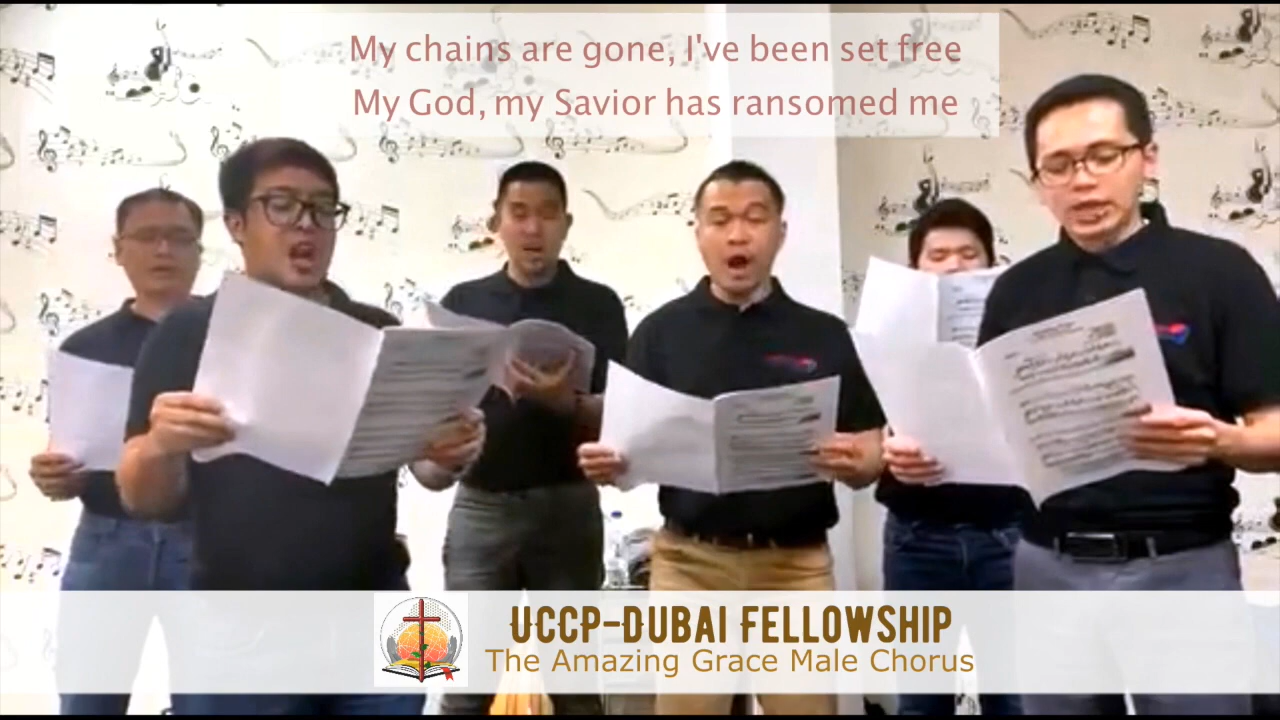 My chains are gone, I've been set free
My God, my Savior has ransomed me
UCCP-DUBAI FELLOWSHIP
The Amazing Grace Male Chorus